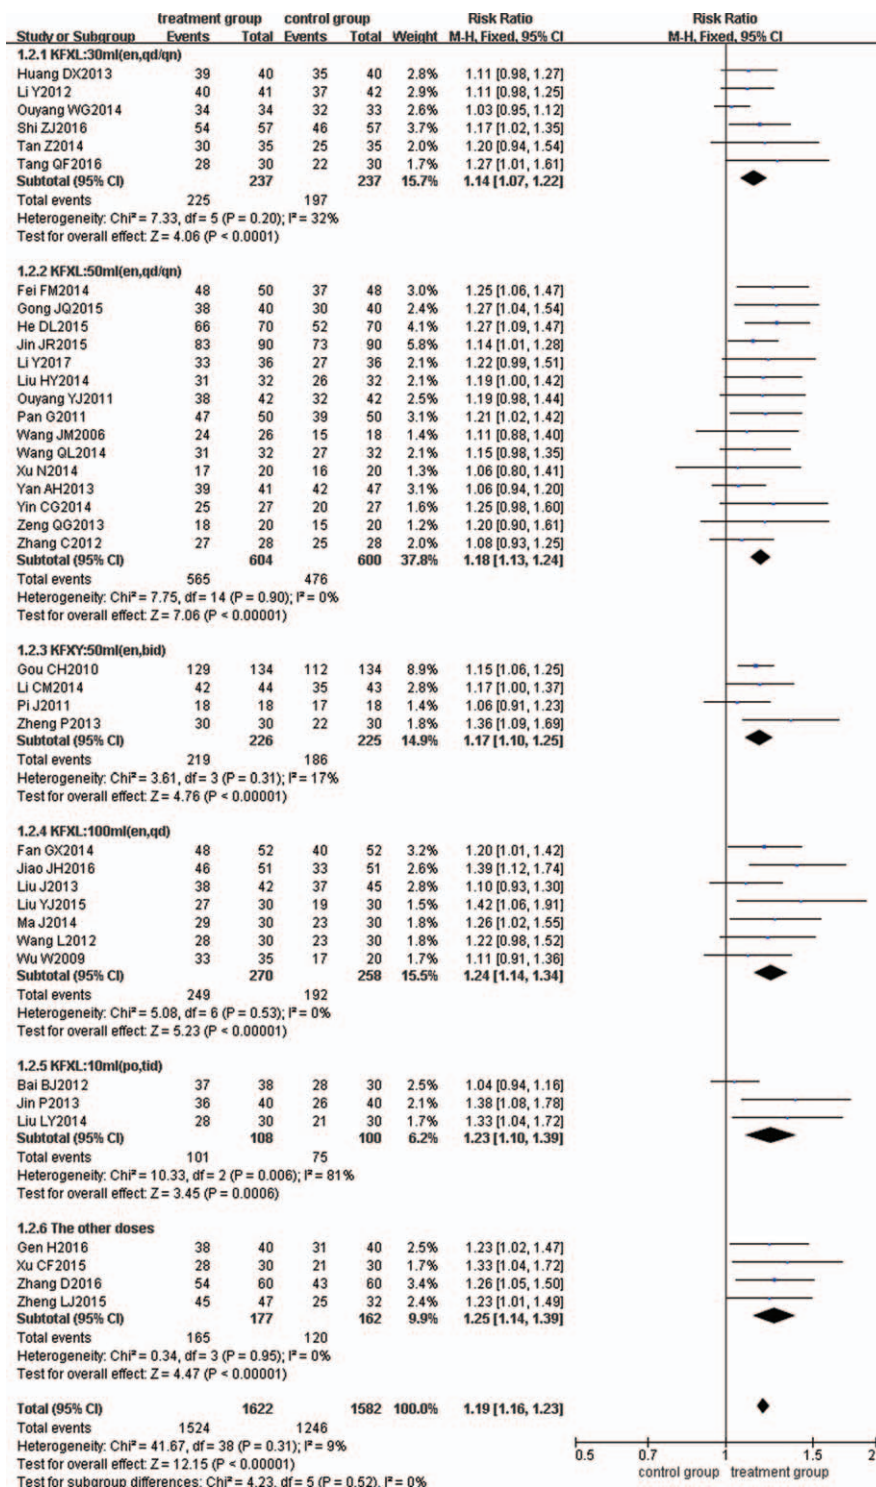 treatment group control group Risk Ratio Risk Ratio
Study or Subgroup Events Total Events Total Weight M-H, Fixed, 95% CI M-H, Fixed, 95% CI
1.2.1 KFXL:30ml(en,qd/qn)
Huang DX2013 39 40 35 40 2.8% 1.11 [0.98, 1.27]
Li Y2012 40 41 37 42 2.9% 1.11 [0.98, 1.25]
Ouyang WG2014 34 34 32 33 2.6% 1.03 [0.95, 1.12]
Shi ZJ2016 54 57 46 57 3.7% 1.17 [1.02, 1.35]
Tan Z2014 30 35 25 35 2.0% 1.20 [0.94, 1.54]
Tang QF2016 28 30 22 30 1.7% 1.27 [1.01, 1.61]
Subtotal (95% CI) 237 237 15.7% 1.14 [1.07, 1.22]
Total events 225 197
Heterogeneity: Chi² = 7.33, df = 5 (P = 0.20); I² = 32%
Test for overall effect: Z = 4.06 (P < 0.0001)
1.2.2 KFXL:50ml(en,qd/qn)
Fei FM2014 48 50 37 48 3.0% 1.25 [1.06, 1.47]
Gong JQ2015 38 40 30 40 2.4% 1.27 [1.04, 1.54]
He DL2015 66 70 52 70 4.1% 1.27 [1.09, 1.47]
Jin JR2015 83 90 73 90 5.8% 1.14 [1.01, 1.28]
Li Y2017 33 36 27 36 2.1% 1.22 [0.99, 1.51]
Liu HY2014 31 32 26 32 2.1% 1.19 [1.00, 1.42]
Ouyang YJ2011 38 42 32 42 2.5% 1.19 [0.98, 1.44]
Pan G2011 47 50 39 50 3.1% 1.21 [1.02, 1.42]
Wang JM2006 24 26 15 18 1.4% 1.11 [0.88, 1.40]
Wang QL2014 31 32 27 32 2.1% 1.15 [0.98, 1.35]
Xu N2014 17 20 16 20 1.3% 1.06 [0.80, 1.41]
Yan AH2013 39 41 42 47 3.1% 1.06 [0.94, 1.20]
Yin CG2014 25 27 20 27 1.6% 1.25 [0.98, 1.60]
Zeng QG2013 18 20 15 20 1.2% 1.20 [0.90, 1.61]
Zhang C2012 27 28 25 28 2.0% 1.08 [0.93, 1.25]
Subtotal (95% CI) 604 600 37.8% 1.18 [1.13, 1.24]
Total events 565 476
Heterogeneity: Chi² = 7.75, df = 14 (P = 0.90); I² = 0%
Test for overall effect: Z = 7.06 (P < 0.00001)
1.2.3 KFXY:50ml(en,bid)
Gou CH2010 129 134 112 134 8.9% 1.15 [1.06, 1.25]
Li CM2014 42 44 35 43 2.8% 1.17 [1.00, 1.37]
Pi J2011 18 18 17 18 1.4% 1.06 [0.91, 1.23]
Zheng P2013 30 30 22 30 1.8% 1.36 [1.09, 1.69]
Subtotal (95% CI) 226 225 14.9% 1.17 [1.10, 1.25]
Total events 219 186
Heterogeneity: Chi² = 3.61, df = 3 (P = 0.31); I² = 17%
Test for overall effect: Z = 4.76 (P < 0.00001)
1.2.4 KFXL:100ml(en,qd)
Fan GX2014 48 52 40 52 3.2% 1.20 [1.01, 1.42]
Jiao JH2016 46 51 33 51 2.6% 1.39 [1.12, 1.74]
Liu J2013 38 42 37 45 2.8% 1.10 [0.93, 1.30]
Liu YJ2015 27 30 19 30 1.5% 1.42 [1.06, 1.91]
Ma J2014 29 30 23 30 1.8% 1.26 [1.02, 1.55]
Wang L2012 28 30 23 30 1.8% 1.22 [0.98, 1.52]
Wu W2009 33 35 17 20 1.7% 1.11 [0.91, 1.36]
Subtotal (95% CI) 270 258 15.5% 1.24 [1.14, 1.34]
Total events 249 192
Heterogeneity: Chi² = 5.08, df = 6 (P = 0.53); I² = 0%
Test for overall effect: Z = 5.23 (P < 0.00001)
1.2.5 KFXL:10ml(po,tid)
Bai BJ2012 37 38 28 30 2.5% 1.04 [0.94, 1.16]
Jin P2013 36 40 26 40 2.1% 1.38 [1.08, 1.78]
Liu LY2014 28 30 21 30 1.7% 1.33 [1.04, 1.72]
Subtotal (95% CI) 108 100 6.2% 1.23 [1.10, 1.39]
Total events 101 75
Heterogeneity: Chi² = 10.33, df = 2 (P = 0.006); I² = 81%
Test for overall effect: Z = 3.45 (P = 0.0006)
1.2.6 The other doses
Gen H2016 38 40 31 40 2.5% 1.23 [1.02, 1.47]
Xu CF2015 28 30 21 30 1.7% 1.33 [1.04, 1.72]
Zhang D2016 54 60 43 60 3.4% 1.26 [1.05, 1.50]
Zheng LJ2015 45 47 25 32 2.4% 1.23 [1.01, 1.49]
Subtotal (95% CI) 177 162 9.9% 1.25 [1.14, 1.39]
Total events 165 120
Heterogeneity: Chi² = 0.34, df = 3 (P = 0.95); I² = 0%
Test for overall effect: Z = 4.47 (P < 0.00001)
Total (95% CI) 1622 1582 100.0% 1.19 [1.16, 1.23]
Total events 1524 1246
Heterogeneity: Chi² = 41.67, df = 38 (P = 0.31); I² = 9%
Test for overall effect: Z = 12.15 (P < 0.00001)
Test for subgroup differences: Chi² = 4.23, df = 5 (P = 0.52), I² = 0%
0.5 0.7 1 1.5 2
control group treatment group